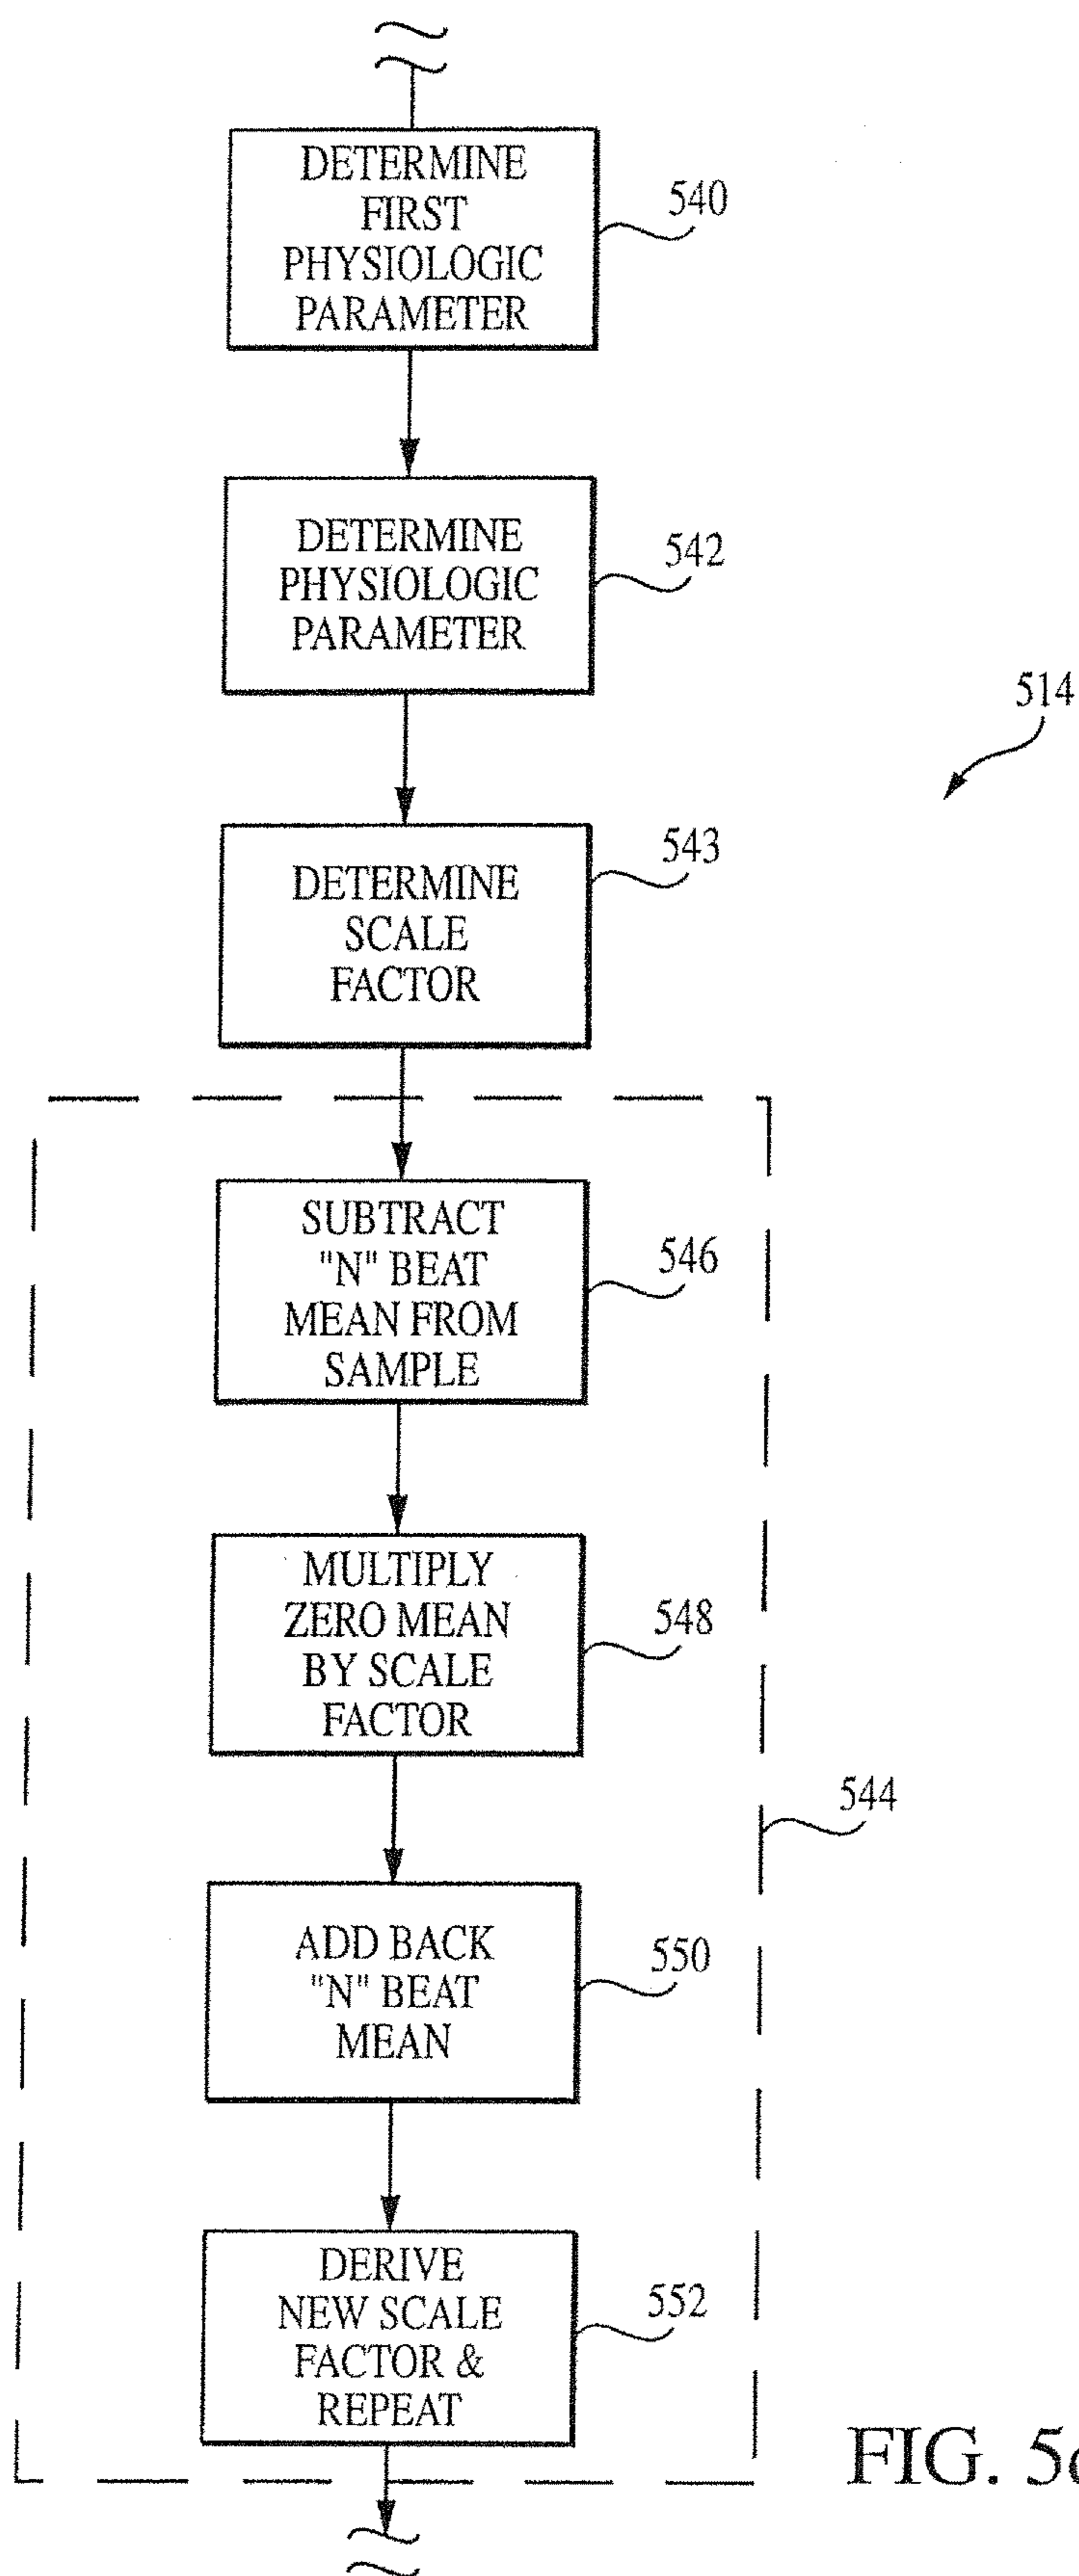 DETERMINE
FIRST
PHYSIOLOGIC
PARAMETER
540
DETERMINE
PHYSIOLOGIC
PARAMETER
542
514
DETERMINE
SCALE
FACTOR
543
SUBTRACT
"N" BEAT
MEAN FROM
SAMPLE
546
MULTIPLY
ZERO MEAN
BY SCALE
FACTOR
548
544
ADD BACK
"N" BEAT
MEAN
550
DERIVE
NEW SCALE
FACTOR &
REPEAT
552
FIG.